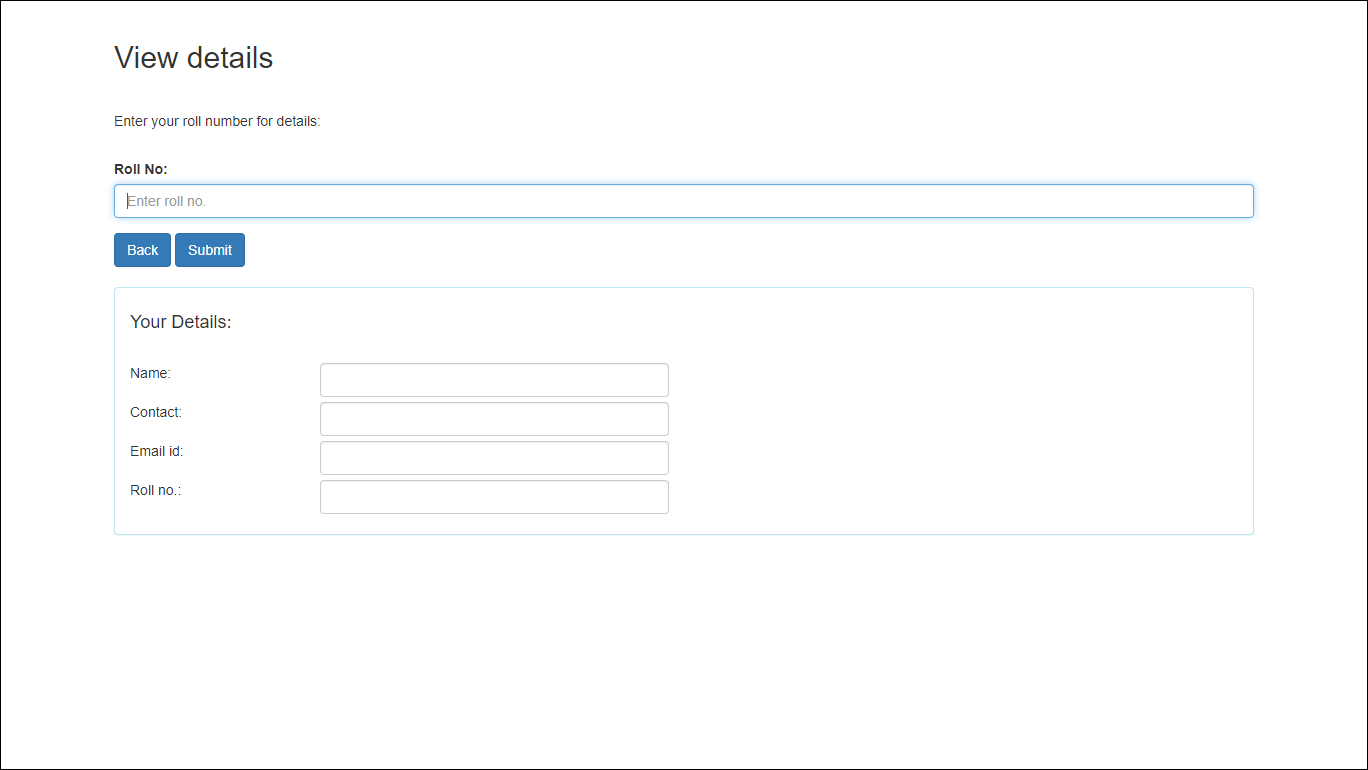 View details
Enter your roll number for details:
Roll No:
Enter roll no.
Back Submit
Your Details:
Name:
Contact:
Email id:
Roll no.: